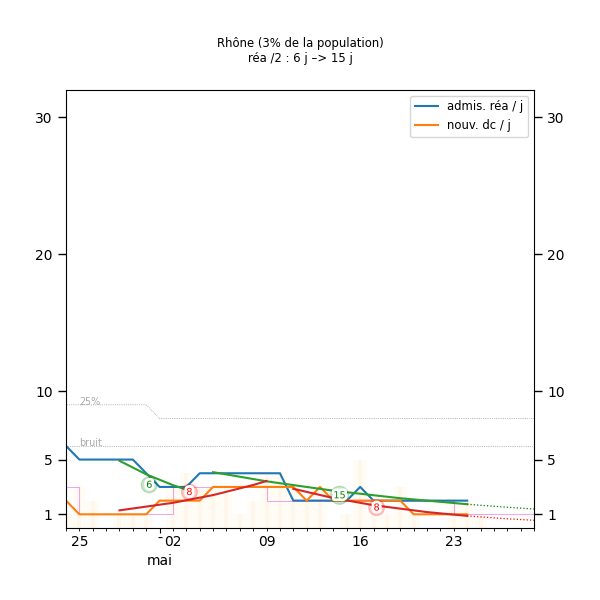 Rhône (3% de la population)
réa /2 : 6 j –> 15 j
admis. réa / j
nouv. dc / j
30 30
20 20
10 10
25%
bruit
5 5
6 8 15 8
1 1
25 02 09 16 23
mai